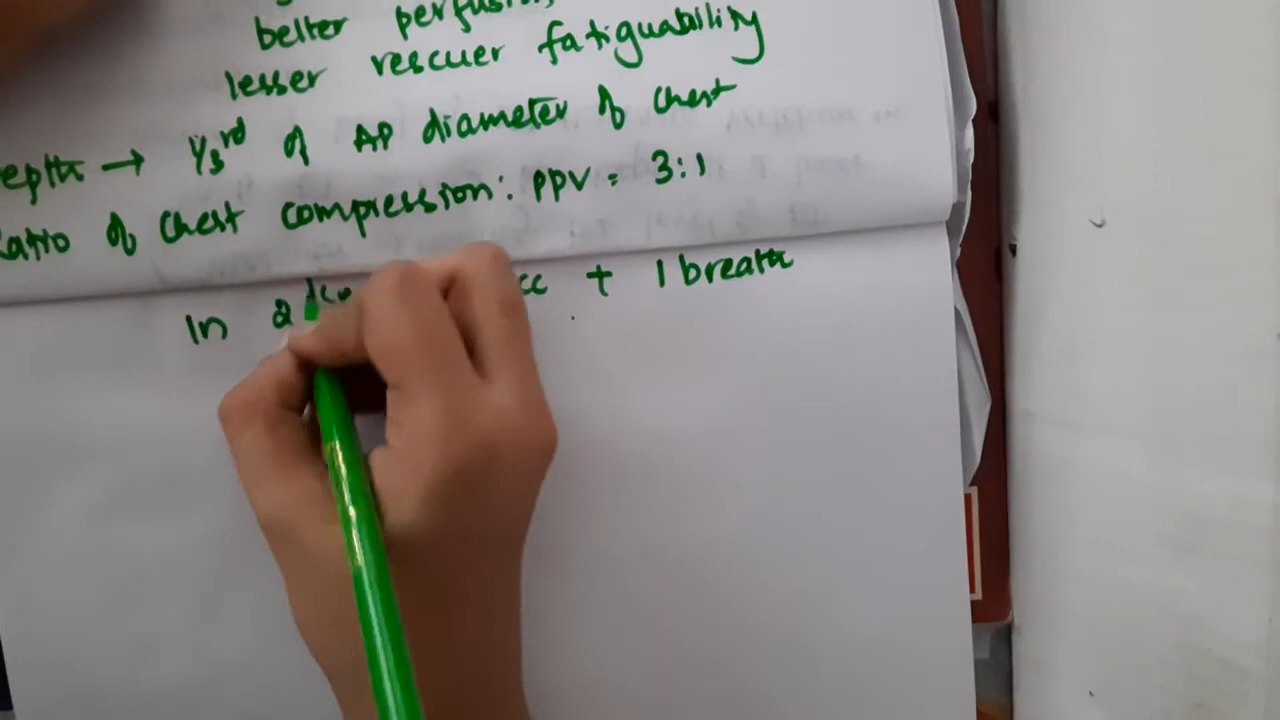 better perfusion,
lesser rescuer fatiguability
epth → 1/3rd of AP diameter of chest
Ratio of chest compression: PPV = 3:1
In 2 cc + 1 breath